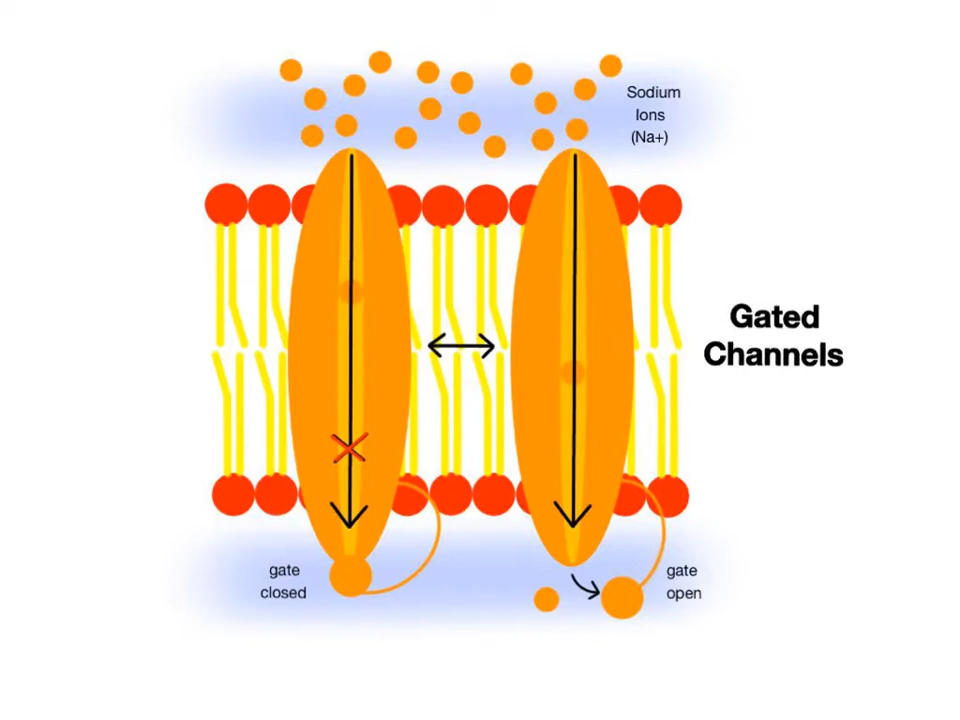 Sodium
Ions
(Na+)
Gated
Channels
gate
closed
gate
open